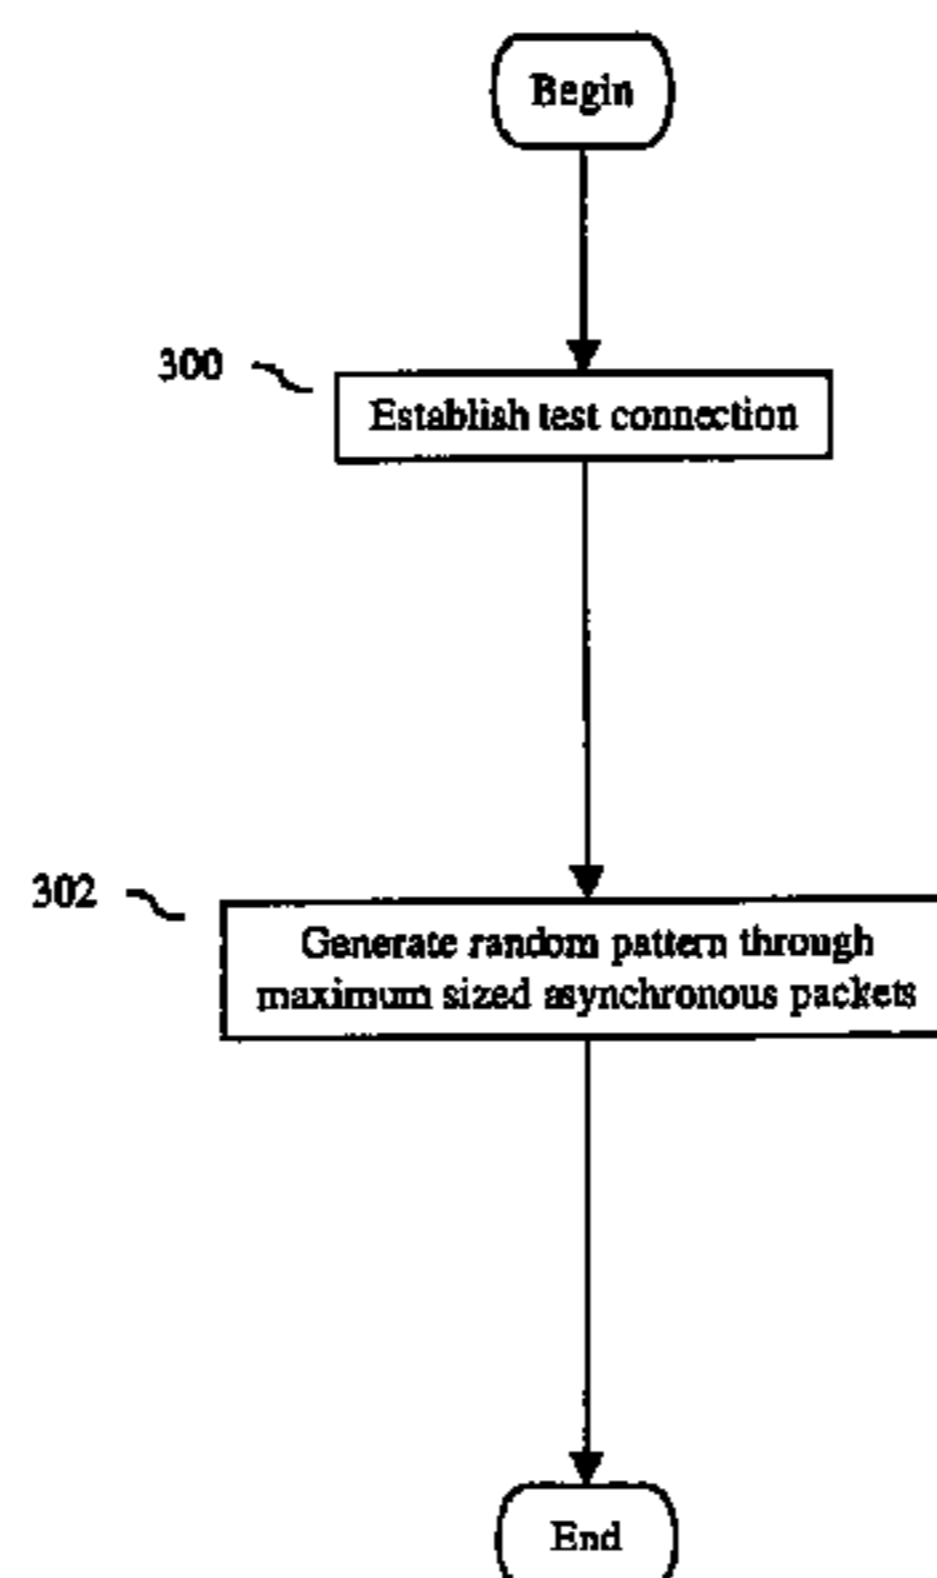 Begin
300
Establish test connection
302
Generate random pattern through
maximum sized asynchronous packets
End